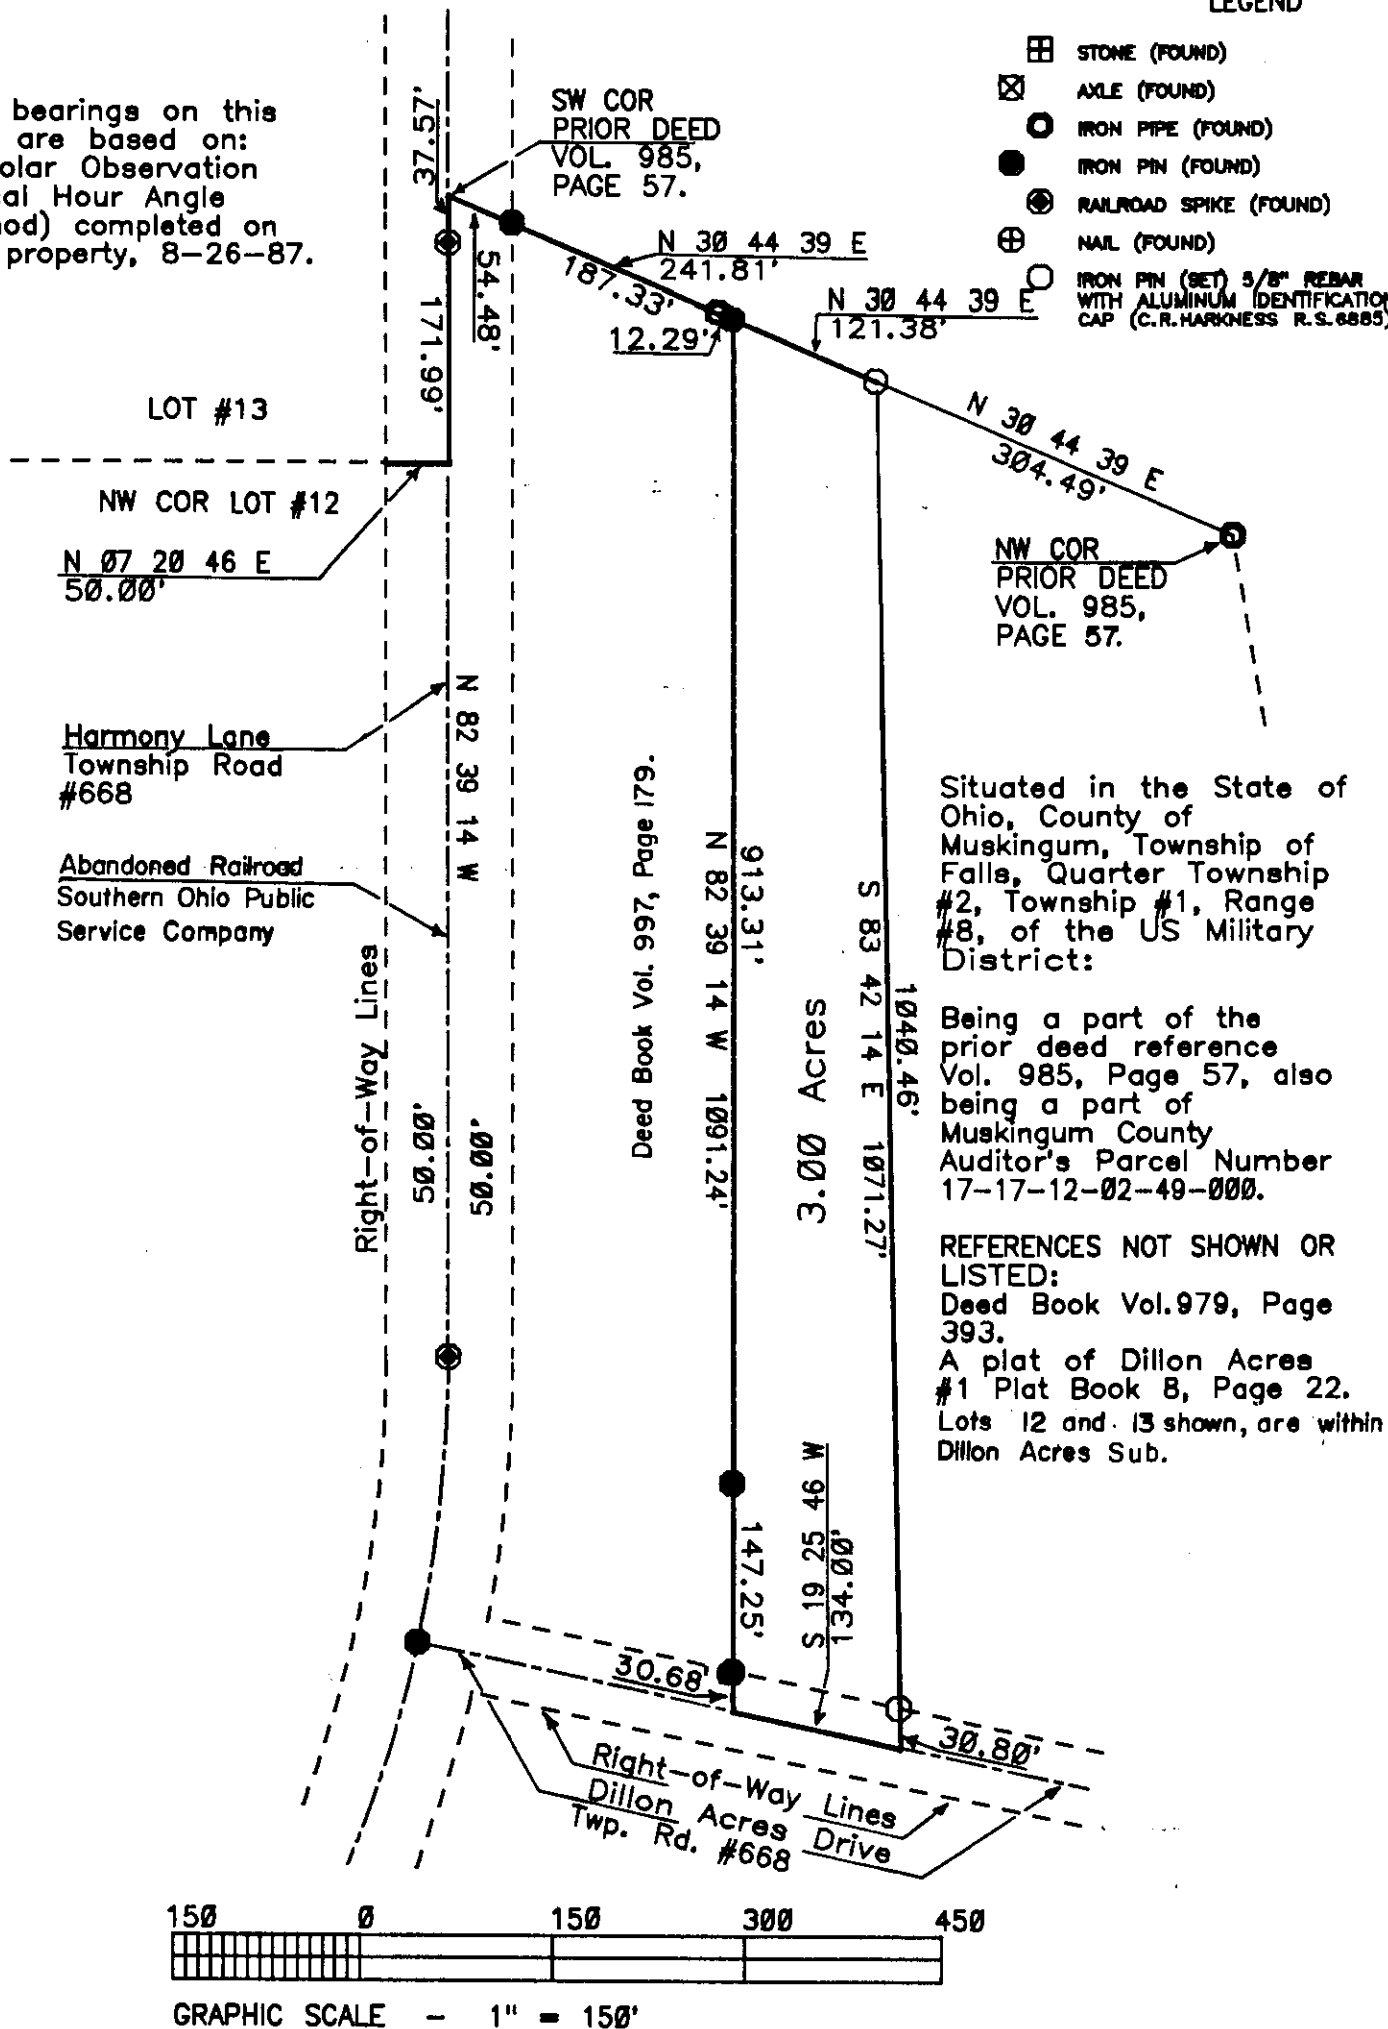 LEGEND
STONE (FOUND)
AXLE (FOUND)
IRON PIPE (FOUND)
IRON PIN (FOUND)
RAILROAD SPIKE (FOUND)
NAIL (FOUND)
IRON PIN (SET) 5/8" REBAR
WITH ALUMINUM IDENTIFICATION
CAP (C.R.HARKNESS R.S.6885)
bearings on this
are based on:
olar Observation
al Hour Angle
nod) completed on
property, 8-26-87.
37.57'
SW COR
PRIOR DEED
VOL. 985,
PAGE 57.
54.48'
171.99'
187.33'
N 30 44 39 E
241.81'
12.29'
N 30 44 39 E
121.38'
N 30 44 39 E
304.49'
LOT #13
NW COR LOT #12
N 07 20 46 E
50.00'
NW COR
PRIOR DEED
VOL. 985,
PAGE 57.
Harmony Lane
Township Road
#668
N 82 39 14 W
Abandoned Railroad
Southern Ohio Public
Service Company
Right-of-Way Lines
50.00'
50.00'
Deed Book Vol. 997, Page 179.
N 82 39 14 W 1091.24'
913.31'
3.00 Acres
S 83 42 14 E 1071.27'
1040.46'
Situated in the State of
Ohio, County of
Muskingum, Township of
Falls, Quarter Township
#2, Township #1, Range
#8, of the US Military
District:
Being a part of the
prior deed reference
Vol. 985, Page 57, also
being a part of
Muskingum County
Auditor's Parcel Number
17-17-12-02-49-000.
REFERENCES NOT SHOWN OR
LISTED:
Deed Book Vol.979, Page
393.
A plat of Dillon Acres
#1 Plat Book 8, Page 22.
Lots 12 and 13 shown, are within
Dillon Acres Sub.
147.25'
S 19 25 46 W
134.00'
30.68'
30.80'
Right-of-Way Lines
Dillon Acres Drive
Twp. Rd. #668
150 0 150 300 450
GRAPHIC SCALE - 1" = 150'